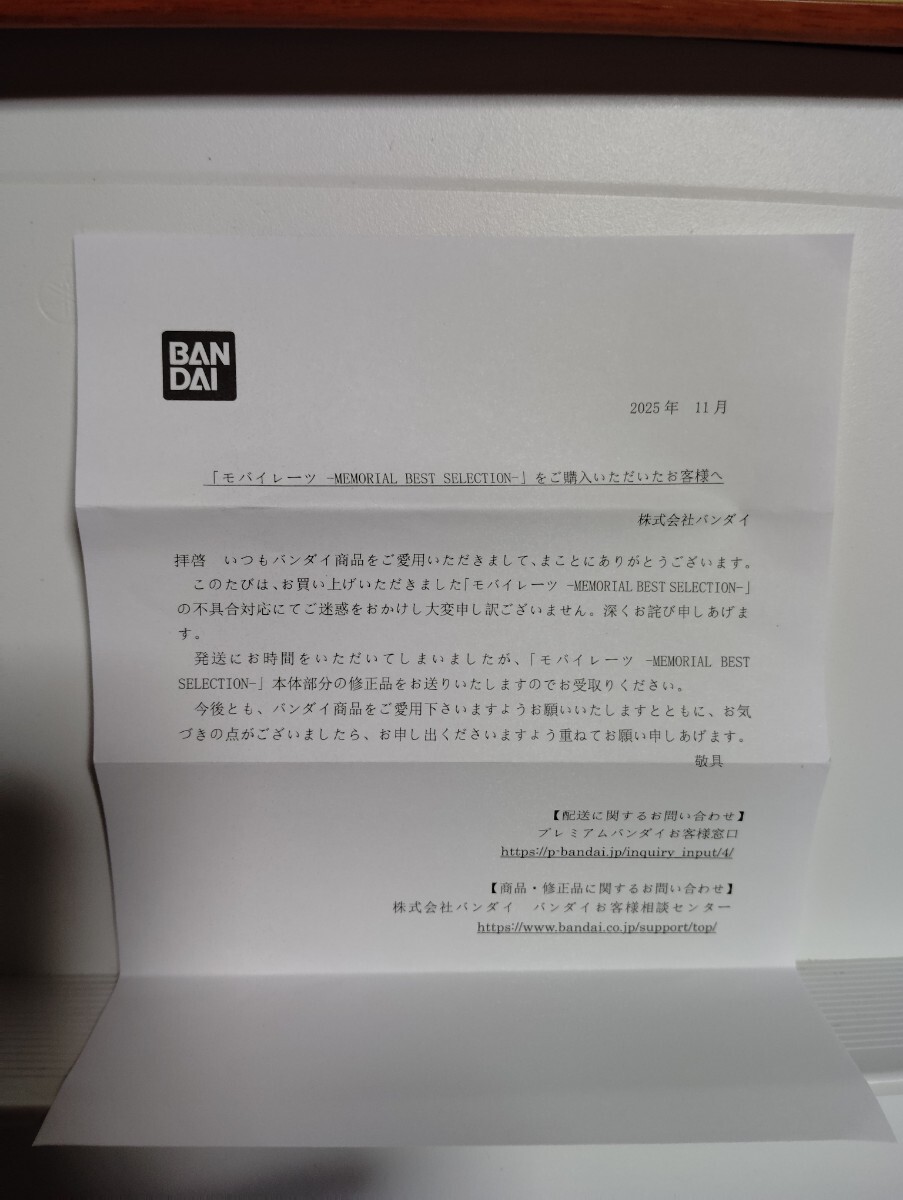 BAN
DAI
2025年 11月
「モバイレーツ -MEMORIAL BEST SELECTION-」をご購入いただいたお客様へ
株式会社バンダイ
拝啓 いつもバンダイ商品をご愛用いただきまして、まことにありがとうございます。
このたびは、お買い上げいただきました「モバイレーツ -MEMORIAL BEST SELECTION-」
の不具合対応にてご迷惑をおかけし大変申し訳ございません。深くお詫び申しあげま
す。
発送にお時間をいただいてしまいましたが、「モバイレーツ -MEMORIAL BEST
SELECTION-」本体部分の修正品をお送りいたしますのでお受取りください。
今後とも、バンダイ商品をご愛用下さいますようお願いいたしますとともに、お気
づきの点がございましたら、お申し出くださいますよう重ねてお願い申しあげます。
敬具
【配送に関するお問い合わせ】
プレミアムバンダイお客様窓口
https://p-bandai.jp/inquiry_input/4/
【商品・修正品に関するお問い合わせ】
株式会社バンダイ バンダイお客様相談センター
https://www.bandai.co.jp/support/top/